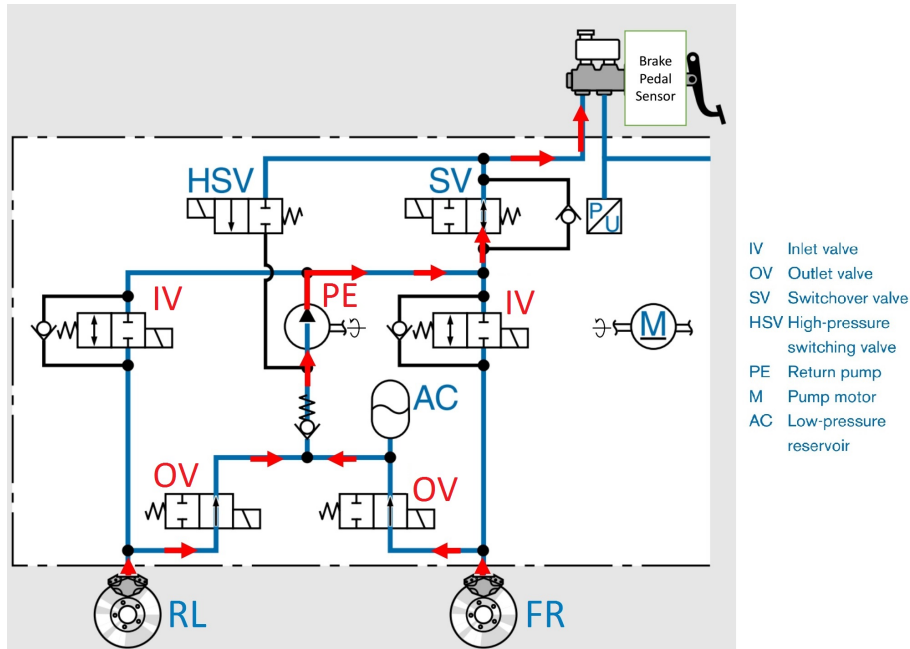 Brake
Pedal
Sensor
HSV
SV
P
U
IV
PE
IV
M
AC
OV
OV
RL
FR
IV Inlet valve
OV Outlet valve
SV Switchover valve
HSV High-pressure
switching valve
PE Return pump
M Pump motor
AC Low-pressure
reservoir